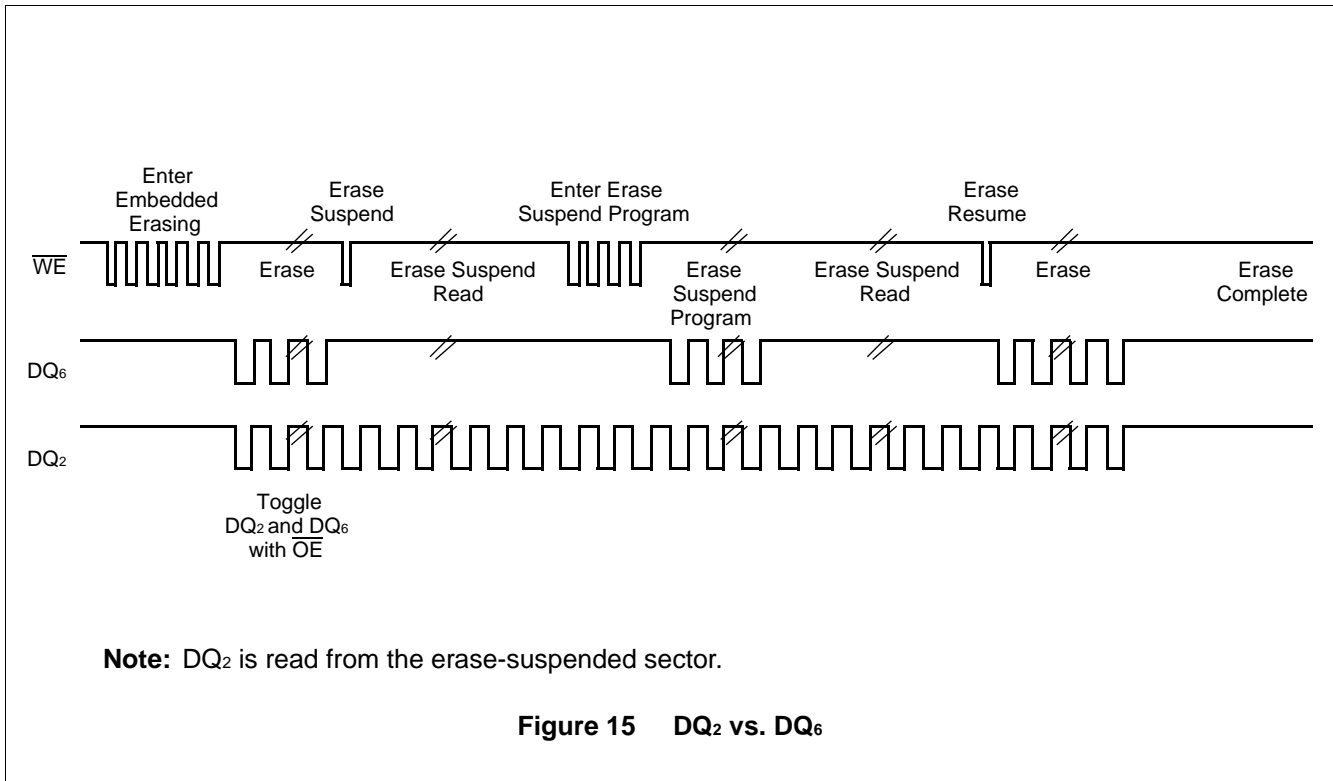 Enter
Embedded
Erasing
Erase
Suspend
Enter Erase
Suspend Program
Erase
Resume
WE
Erase
Erase Suspend
Read
Erase
Suspend
Program
Erase Suspend
Read
Erase
Erase
Complete
DQ6
DQ2
Toggle
DQ2 and DQ6
with OE
Note: DQ2 is read from the erase-suspended sector.
Figure 15 DQ2 vs. DQ6